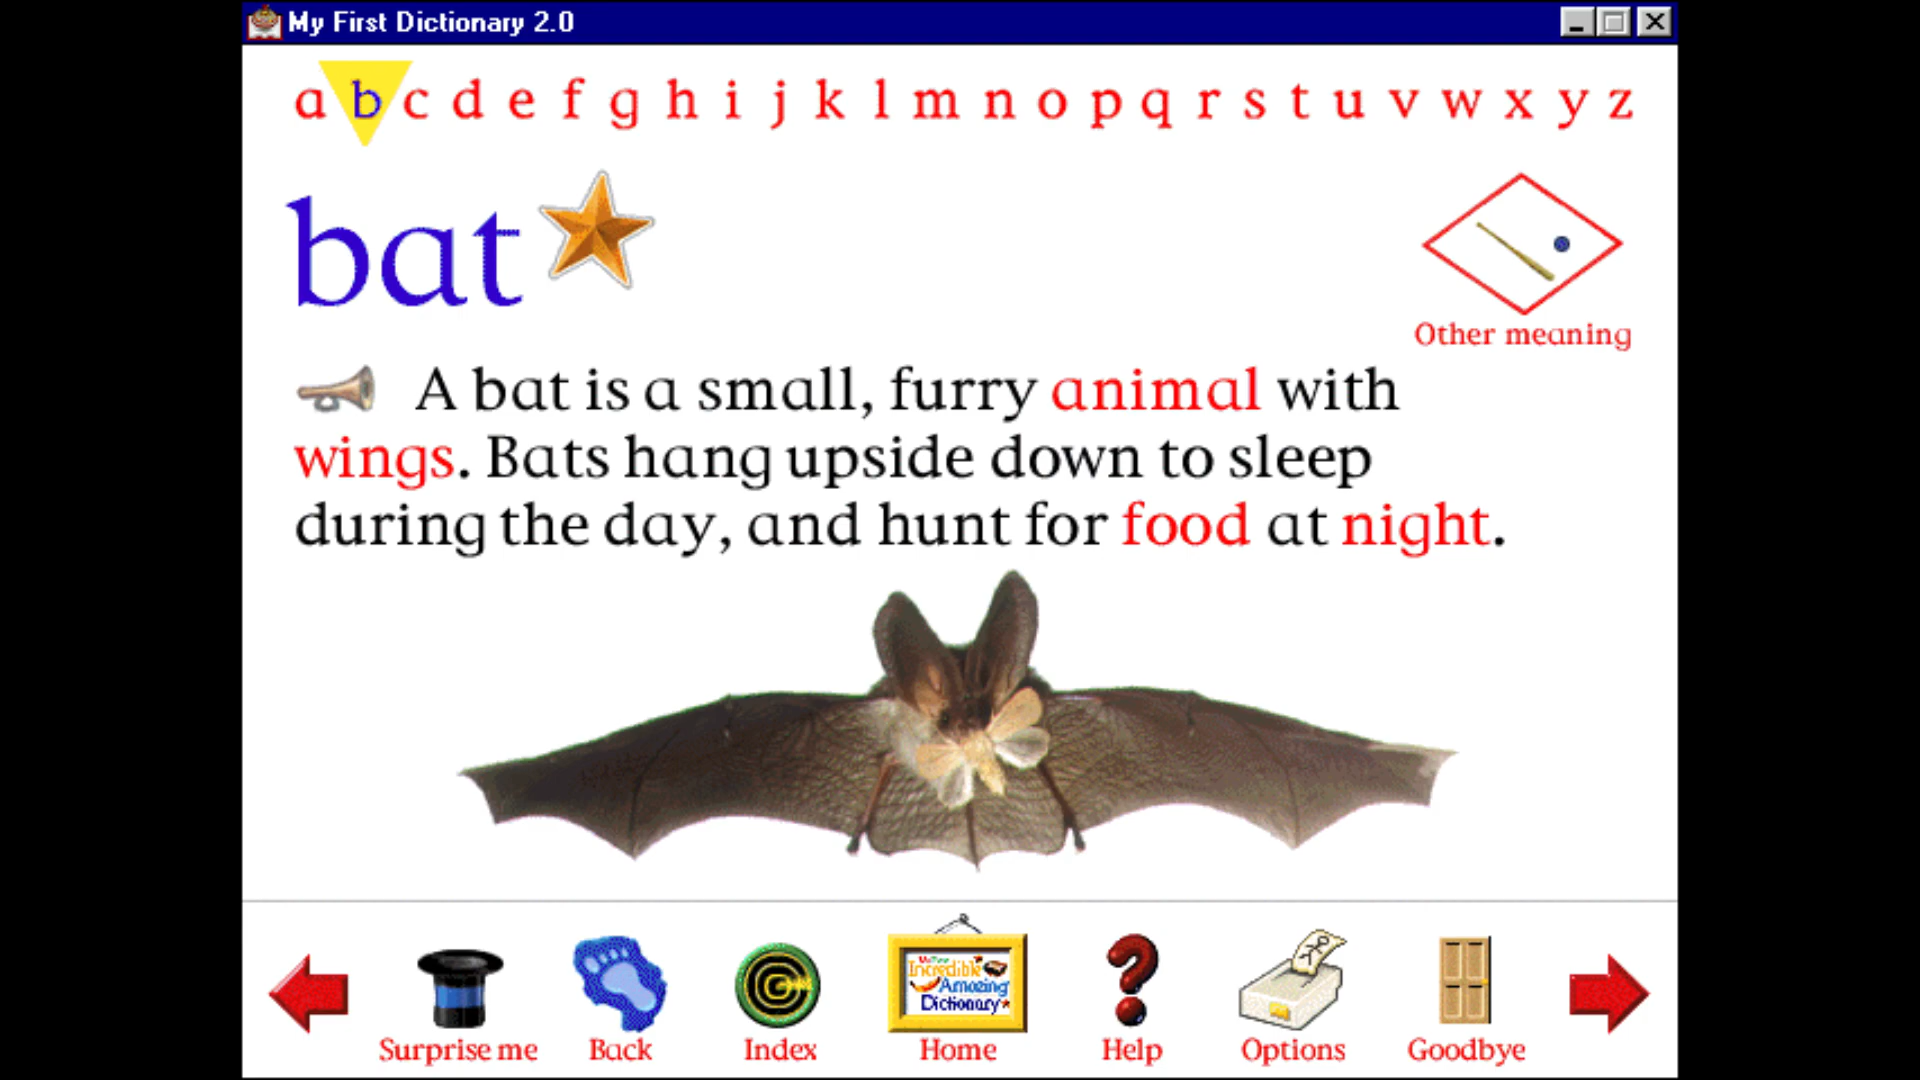 My First Dictionary 2.0
a b c d e f g h i j k l m n o p q r s t u v w x y z
bat
Other meaning
A bat is a small, furry animal with
wings. Bats hang upside down to sleep
during the day, and hunt for food at night.
My First
Incredible
Amazing
Dictionary
Surprise me Back Index Home Help Options Goodbye